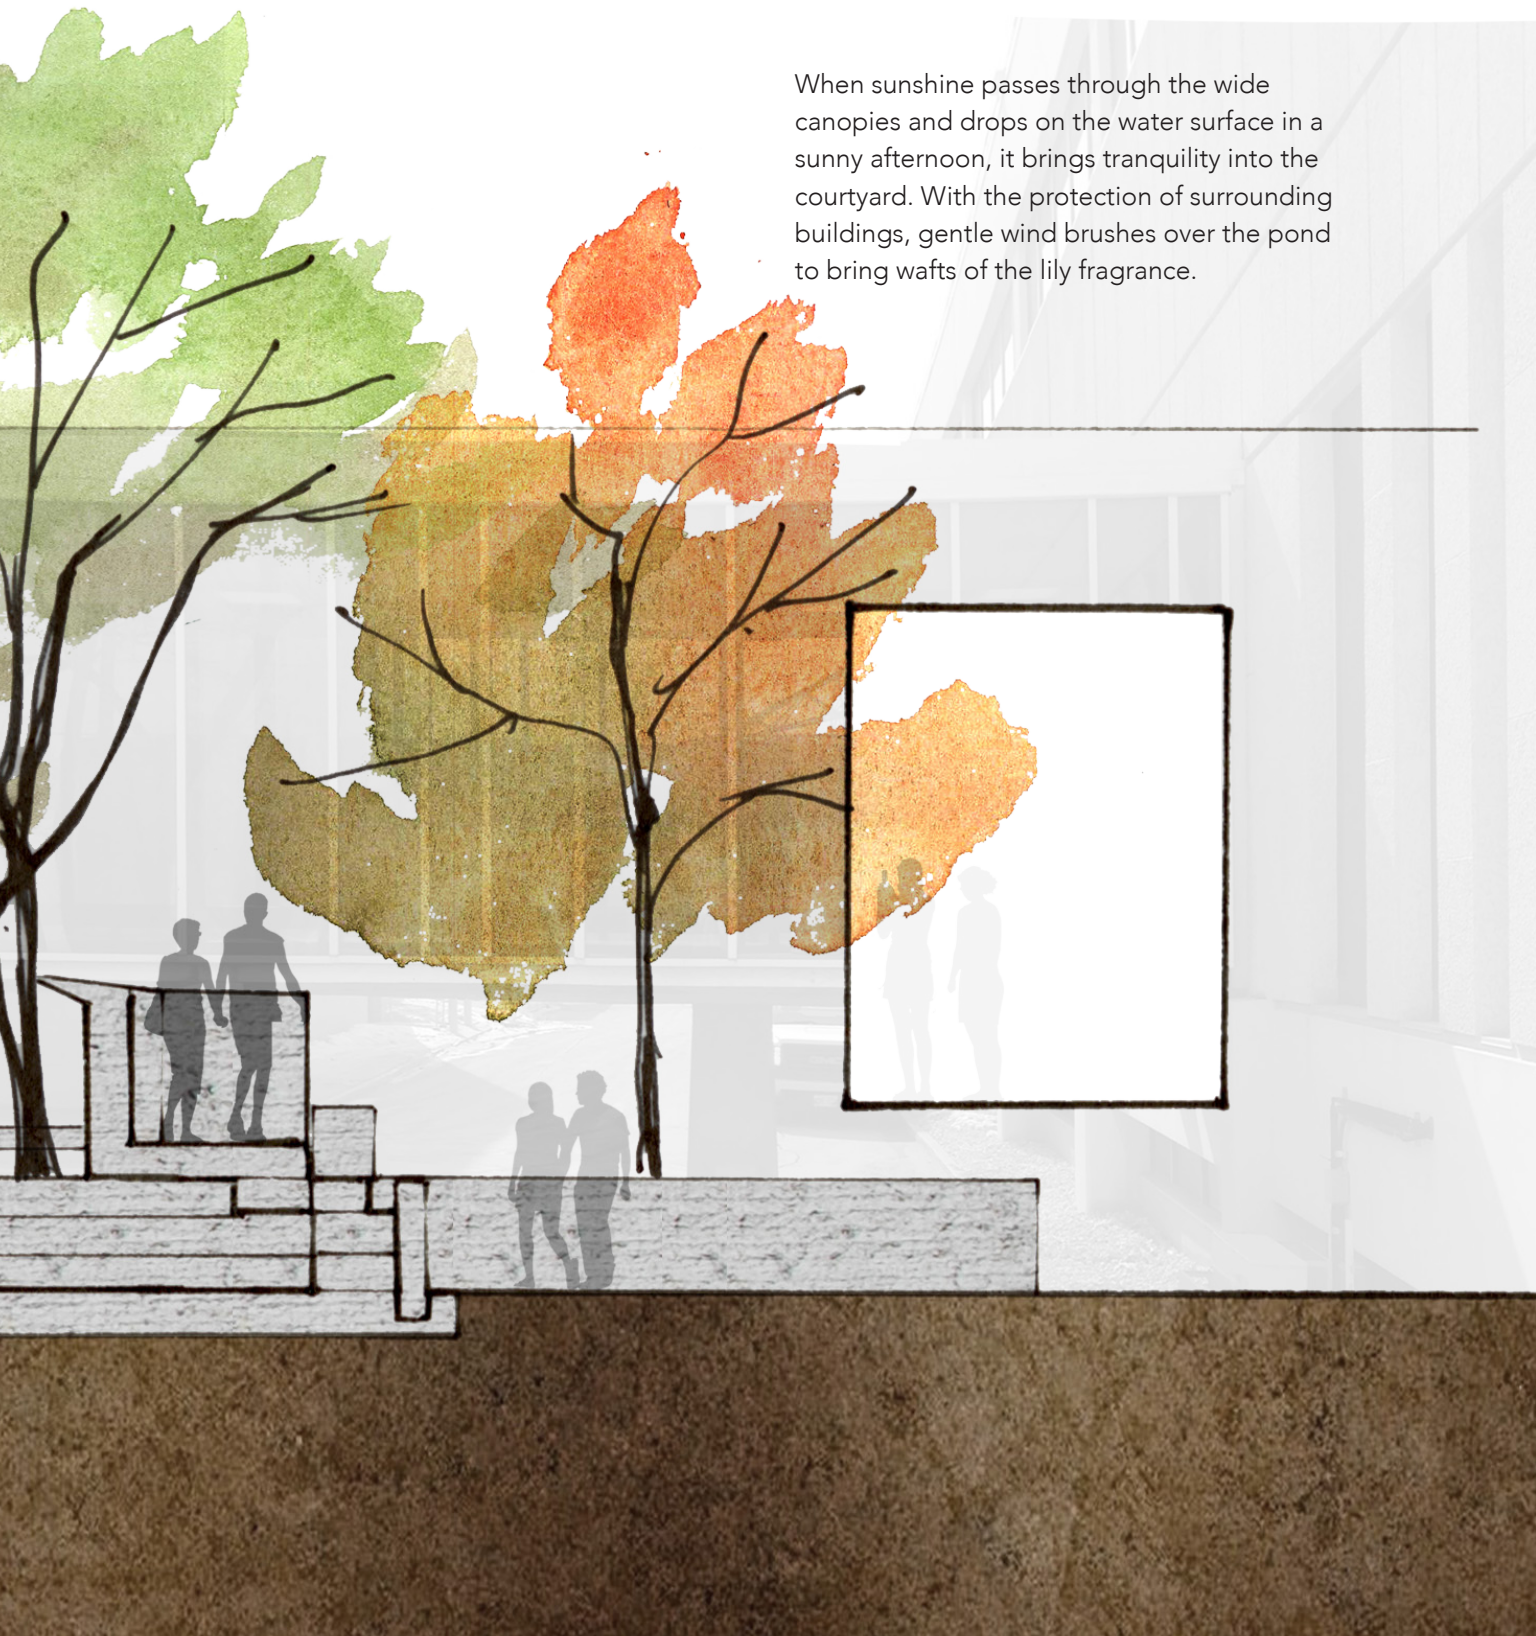 When sunshine passes through the wide
canopies and drops on the water surface in a
sunny afternoon, it brings tranquility into the
courtyard. With the protection of surrounding
buildings, gentle wind brushes over the pond
to bring wafts of the lily fragrance.